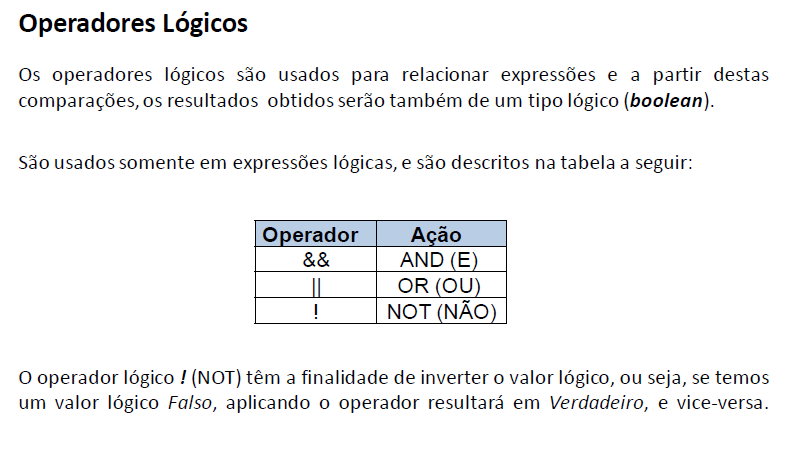 Operadores Lógicos
Os operadores lógicos são usados para relacionar expressões e a partir destas
comparações, os resultados obtidos serão também de um tipo lógico (boolean).
São usados somente em expressões lógicas, e são descritos na tabela a seguir:
Operador Ação
&& AND (E)
|| OR (OU)
! NOT (NÃO)
O operador lógico ! (NOT) têm a finalidade de inverter o valor lógico, ou seja, se temos
um valor lógico Falso, aplicando o operador resultará em Verdadeiro, e vice-versa.